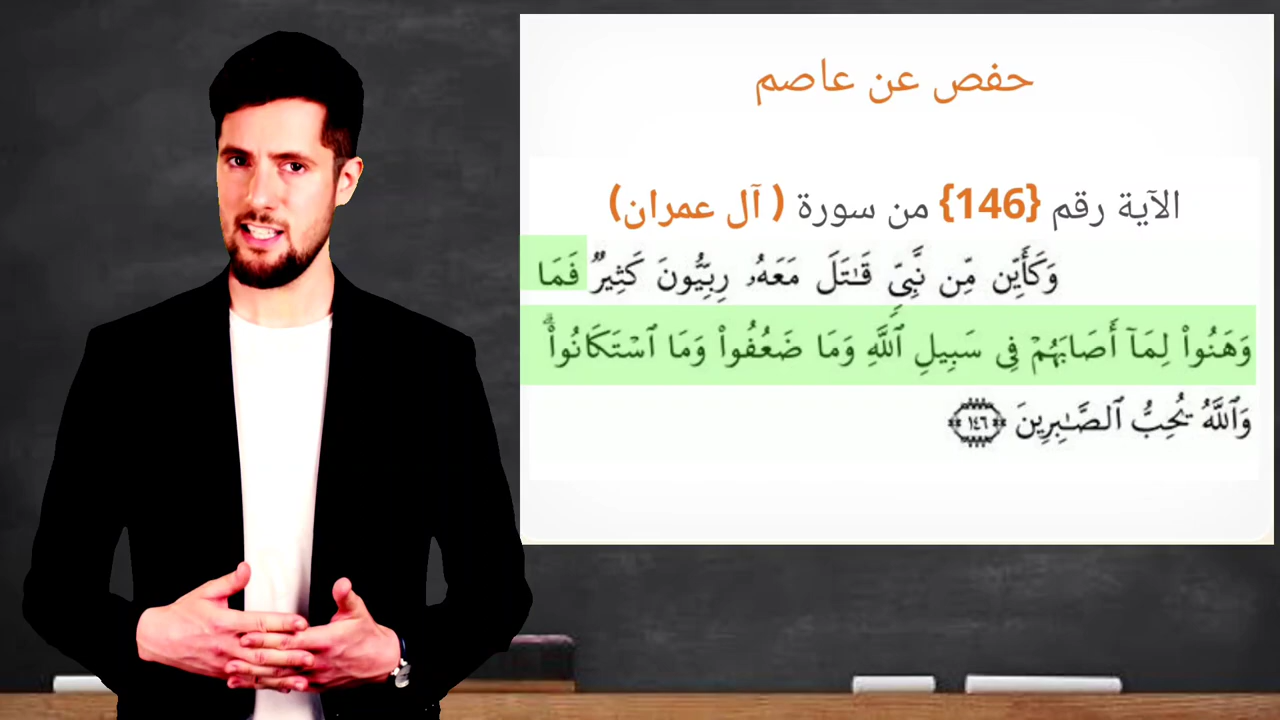 حفص عن عاصم
الآية رقم {146} من سورة ( آل عمران)
وَكَأَيِّن مِّن نَّبِيٍّ قَٰتَلَ مَعَهُۥ رِبِّيُّونَ كَثِيرٌ فَمَا
وَهَنُوا۟ لِمَآ أَصَابَهُمْ فِى سَبِيلِ ٱللَّهِ وَمَا ضَعُفُوا۟ وَمَا ٱسْتَكَانُوا۟ ۗ
وَٱللَّهُ يُحِبُّ ٱلصَّٰبِرِينَ ١٤٦